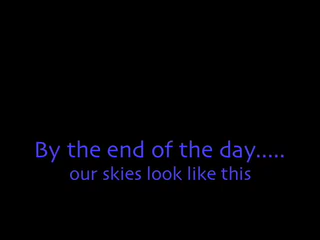 By the end of the day.....
our skies look like this